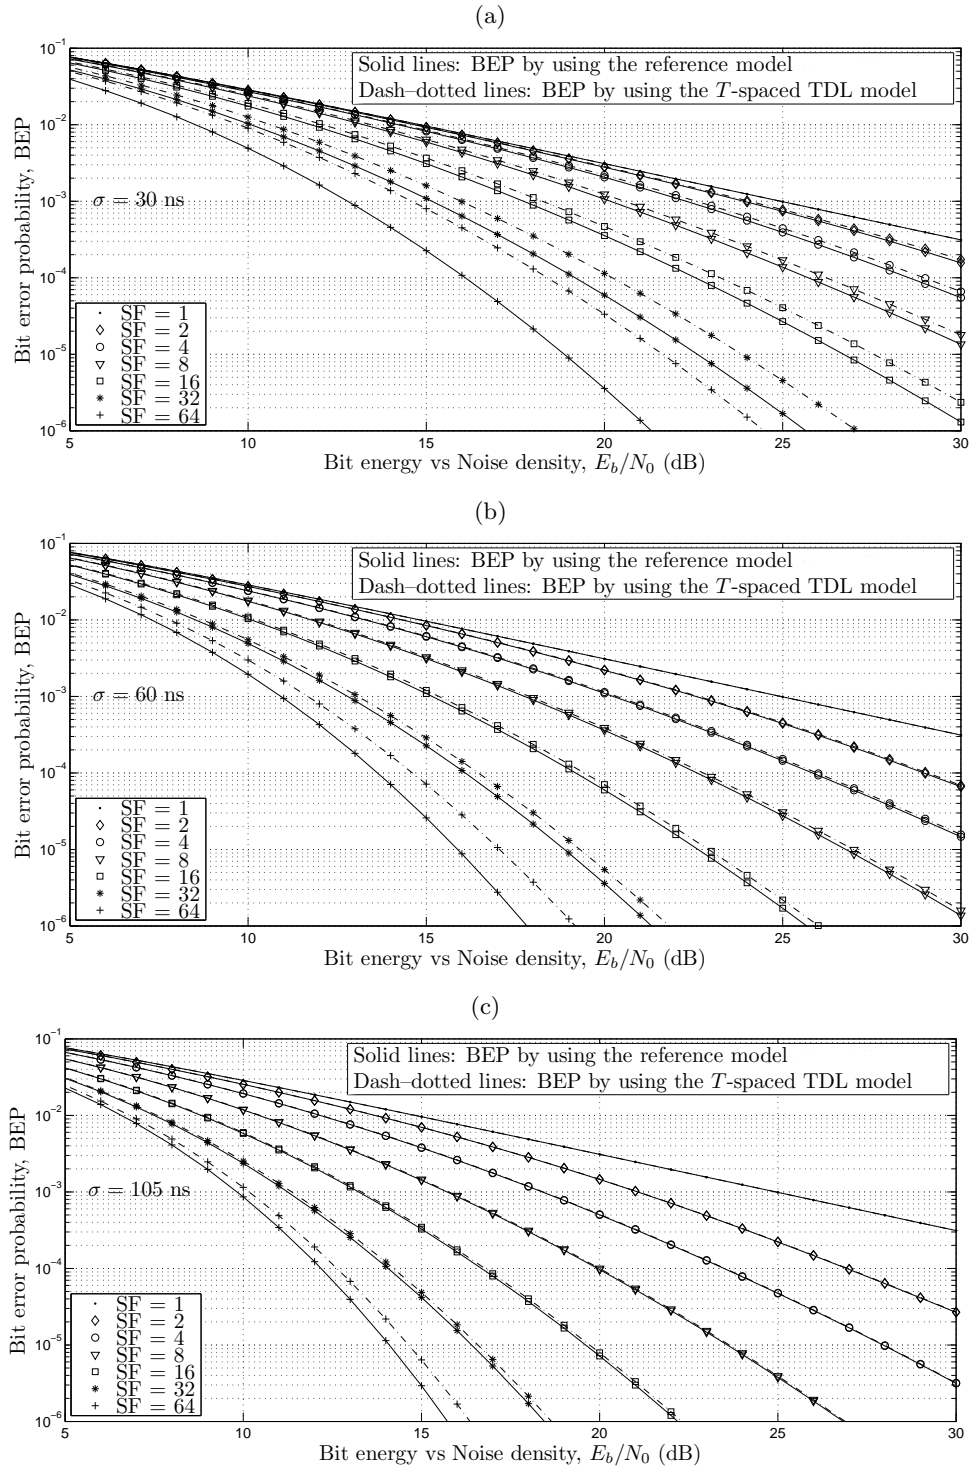 (a)
10⁻¹
Solid lines: BEP by using the reference model
Dash–dotted lines: BEP by using the T-spaced TDL model
10⁻²
10⁻³
σ = 30 ns
10⁻⁴
10⁻⁵
10⁻⁶
Bit error probability, BEP
SF = 1
SF = 2
SF = 4
SF = 8
SF = 16
SF = 32
SF = 64
5 10 15 20 25 30
Bit energy vs Noise density, E_b/N_0 (dB)
(b)
10⁻¹
Solid lines: BEP by using the reference model
Dash–dotted lines: BEP by using the T-spaced TDL model
10⁻²
10⁻³
σ = 60 ns
10⁻⁴
10⁻⁵
10⁻⁶
Bit error probability, BEP
SF = 1
SF = 2
SF = 4
SF = 8
SF = 16
SF = 32
SF = 64
5 10 15 20 25 30
Bit energy vs Noise density, E_b/N_0 (dB)
(c)
10⁻¹
Solid lines: BEP by using the reference model
Dash–dotted lines: BEP by using the T-spaced TDL model
10⁻²
10⁻³
σ = 105 ns
10⁻⁴
10⁻⁵
10⁻⁶
Bit error probability, BEP
SF = 1
SF = 2
SF = 4
SF = 8
SF = 16
SF = 32
SF = 64
5 10 15 20 25 30
Bit energy vs Noise density, E_b/N_0 (dB)